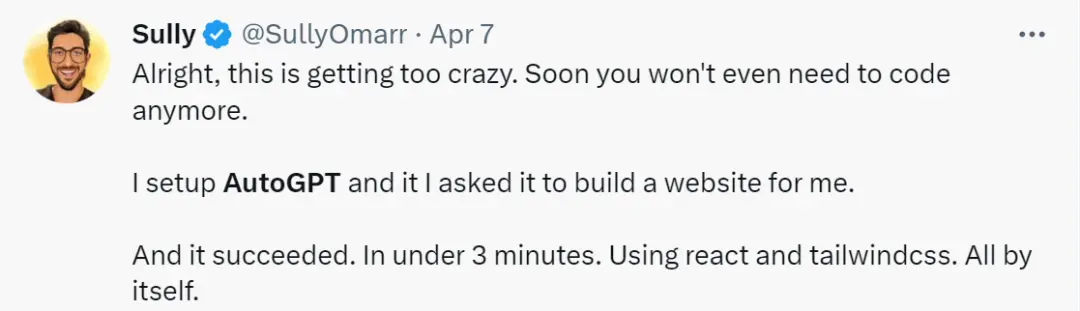 Sully @SullyOmarr · Apr 7
Alright, this is getting too crazy. Soon you won't even need to code
anymore.
I setup AutoGPT and it I asked it to build a website for me.
And it succeeded. In under 3 minutes. Using react and tailwindcss. All by
itself.